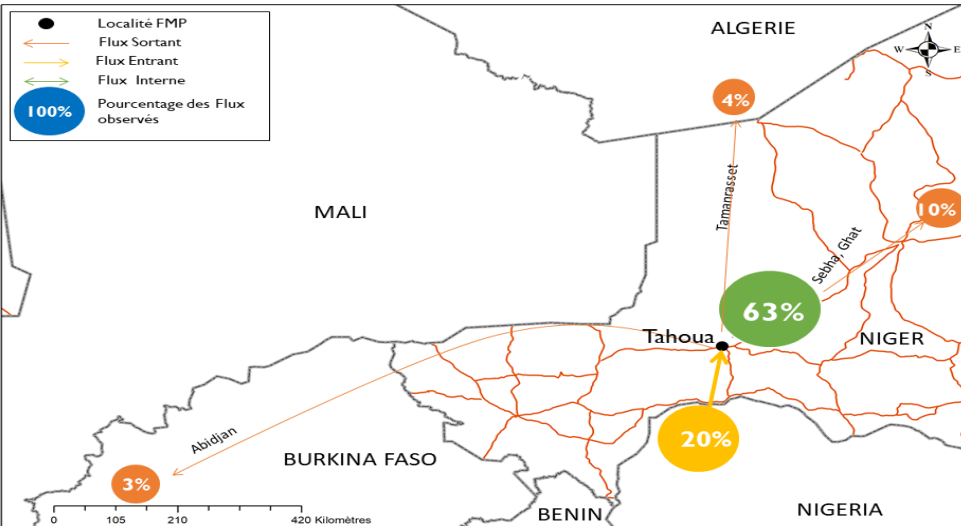 Localité FMP
Flux Sortant
Flux Entrant
Flux Interne
100%
Pourcentage des Flux
observés
ALGERIE
N
W
E
S
4%
Tamanrasset
MALI
10%
Sebha, Ghat
63%
Tahoua
NIGER
20%
Abidjan
BURKINA FASO
3%
0 105 210 420 Kilomètres
BENIN
NIGERIA